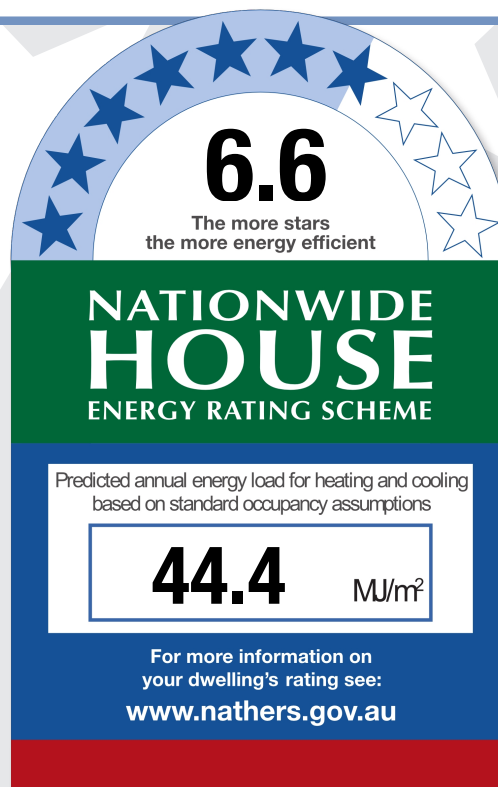 6.6
The more stars
the more energy efficient
NATIONWIDE
HOUSE
ENERGY RATING SCHEME
Predicted annual energy load for heating and cooling
based on standard occupancy assumptions
44.4 MJ/m²
For more information on
your dwelling's rating see:
www.nathers.gov.au